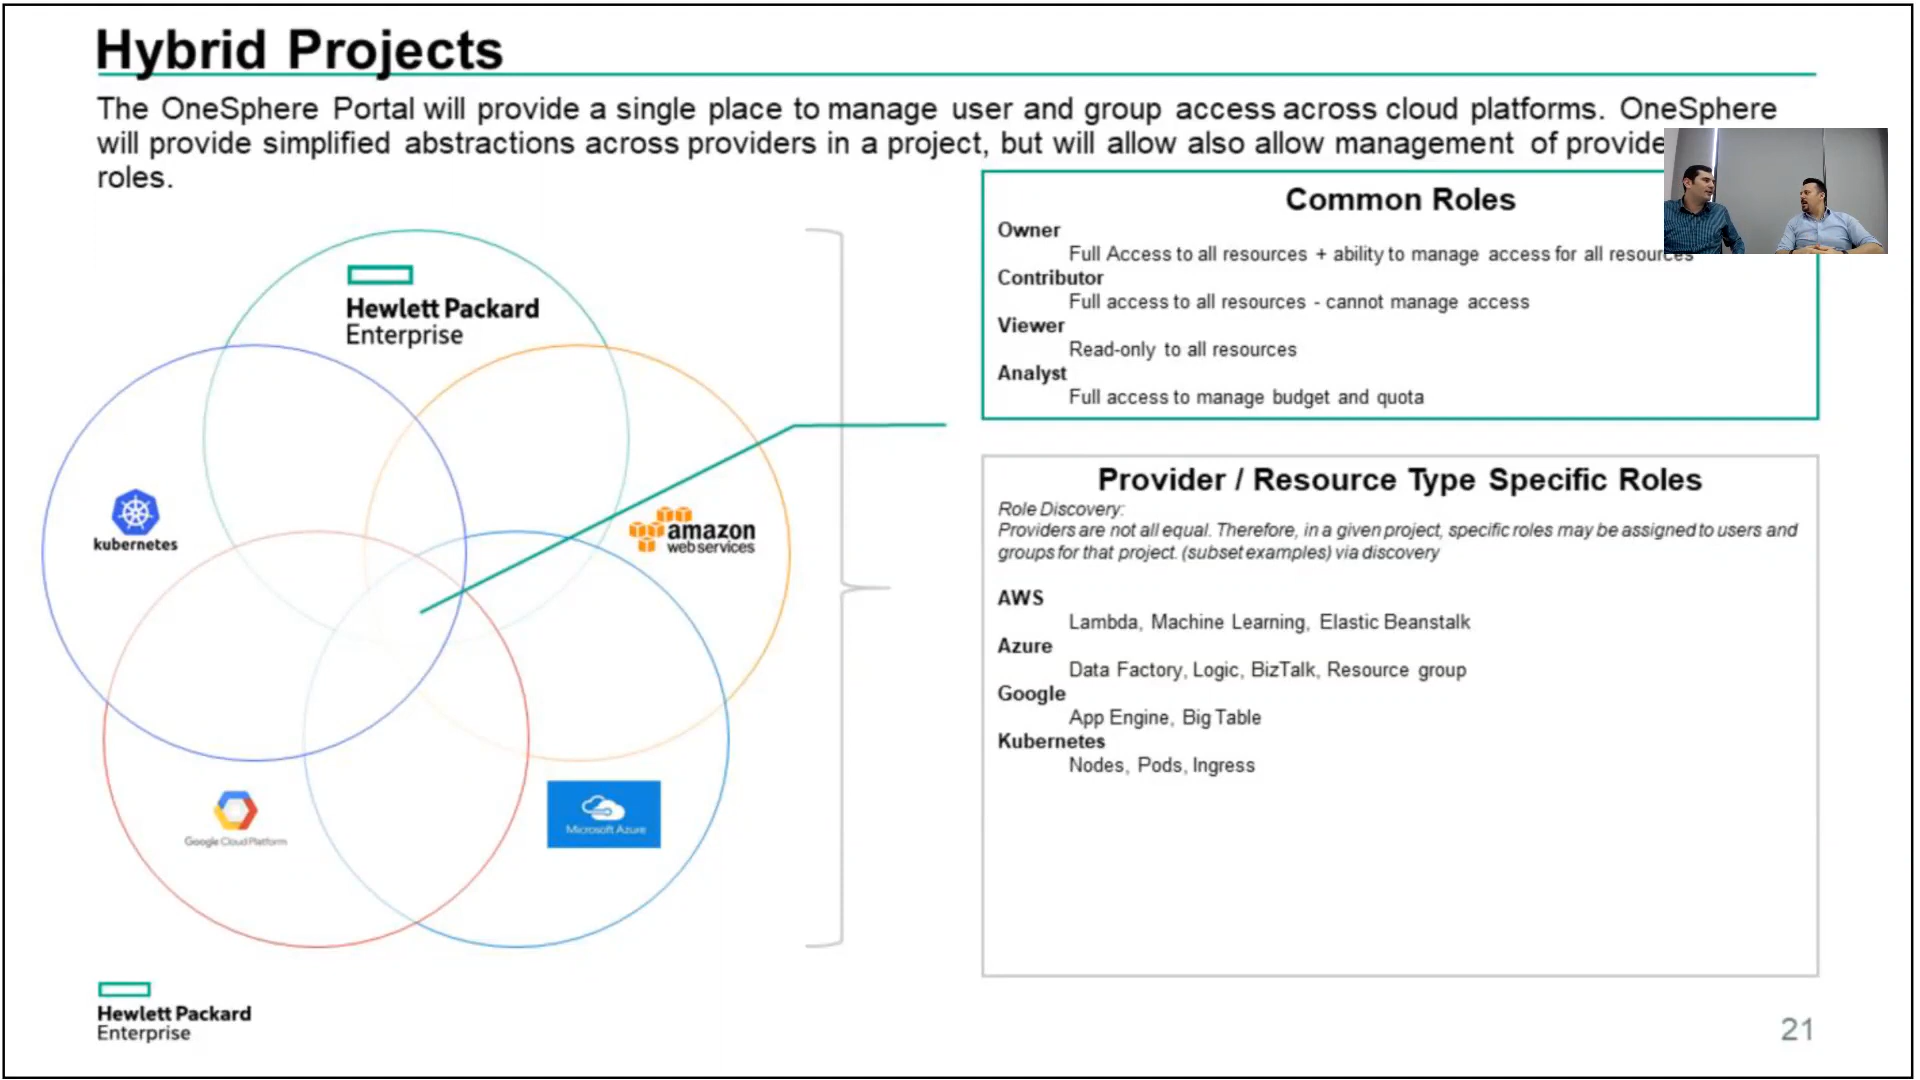 Hybrid Projects
The OneSphere Portal will provide a single place to manage user and group access across cloud platforms. OneSphere
will provide simplified abstractions across providers in a project, but will allow also allow management of provide
roles.
Hewlett Packard
Enterprise
kubernetes
amazon
web services
Google Cloud Platform
Microsoft Azure
Common Roles
Owner
Full Access to all resources + ability to manage access for all resources
Contributor
Full access to all resources - cannot manage access
Viewer
Read-only to all resources
Analyst
Full access to manage budget and quota
Provider / Resource Type Specific Roles
Role Discovery:
Providers are not all equal. Therefore, in a given project, specific roles may be assigned to users and
groups for that project. (subset examples) via discovery
AWS
Lambda, Machine Learning, Elastic Beanstalk
Azure
Data Factory, Logic, BizTalk, Resource group
Google
App Engine, Big Table
Kubernetes
Nodes, Pods, Ingress
Hewlett Packard
Enterprise
21